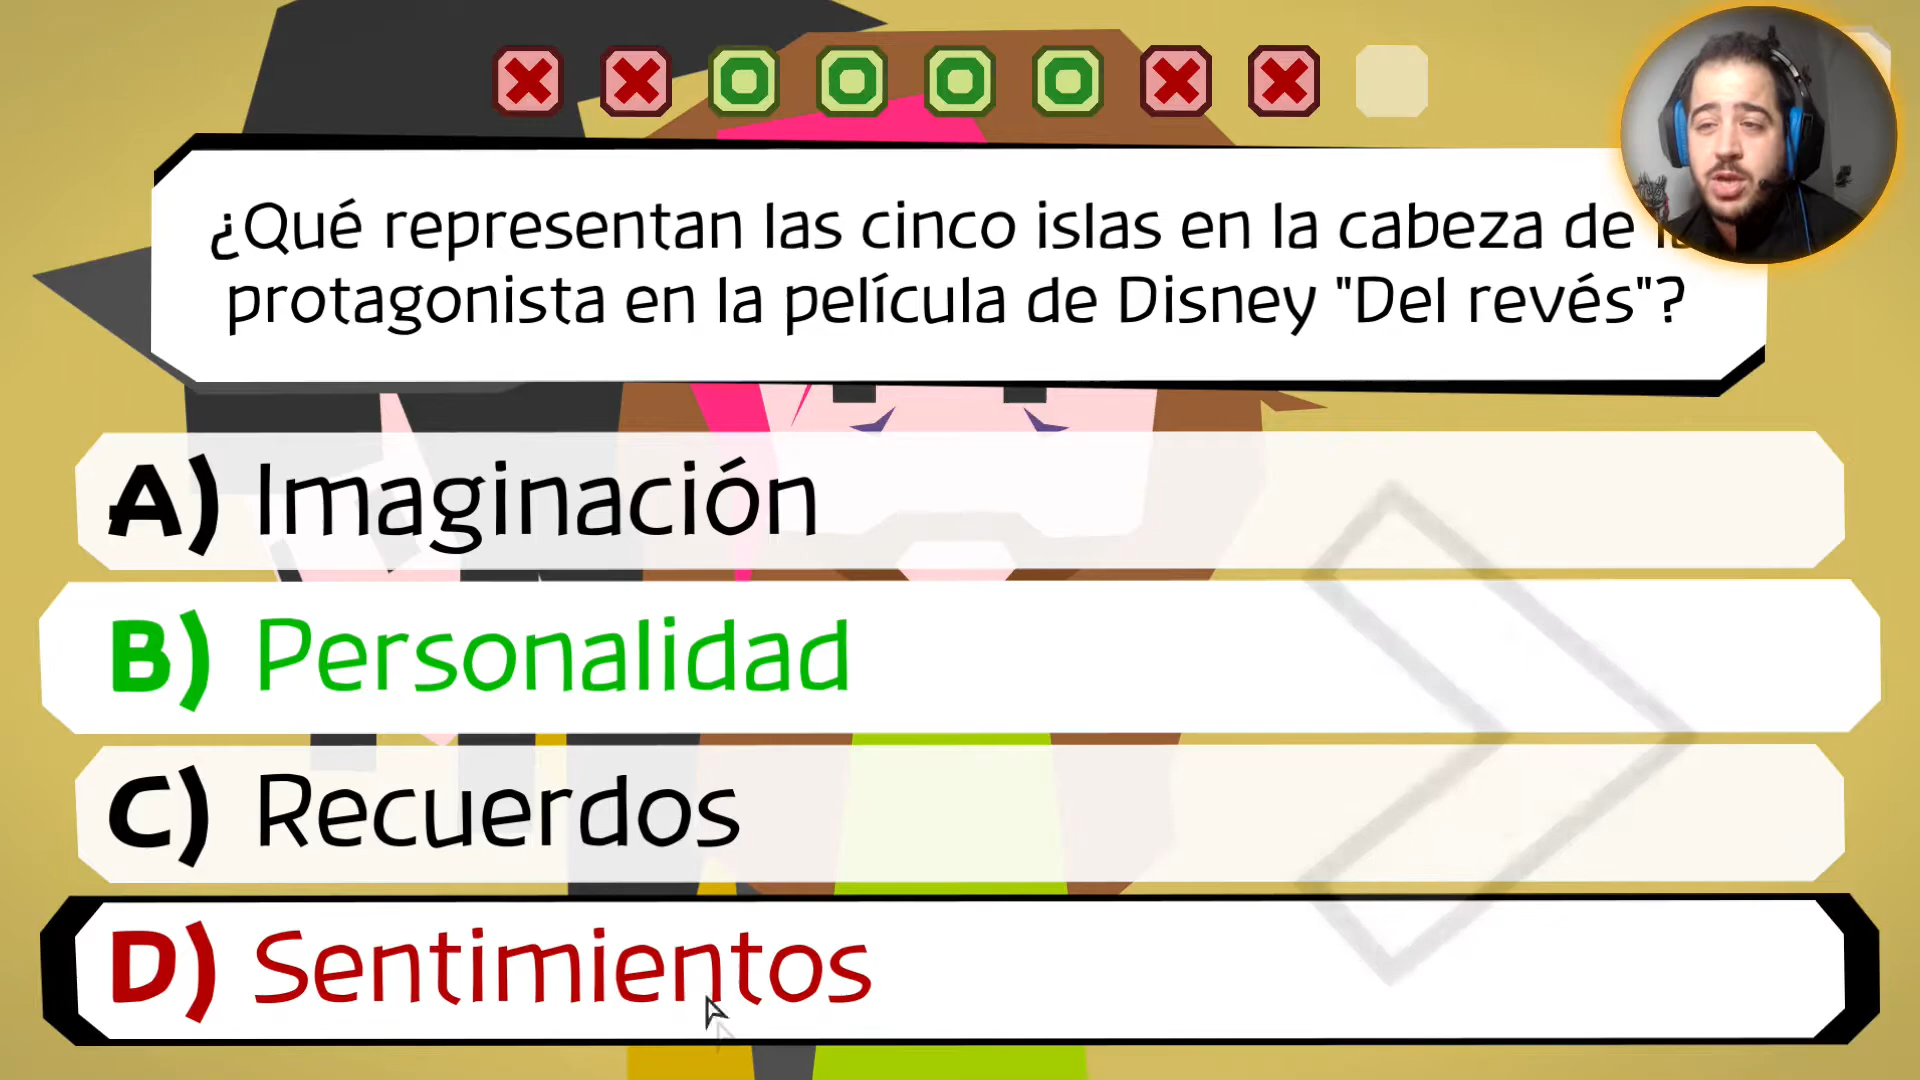 ¿Qué representan las cinco islas en la cabeza de
protagonista en la película de Disney "Del revés"?
A) Imaginación
B) Personalidad
C) Recuerdos
D) Sentimientos